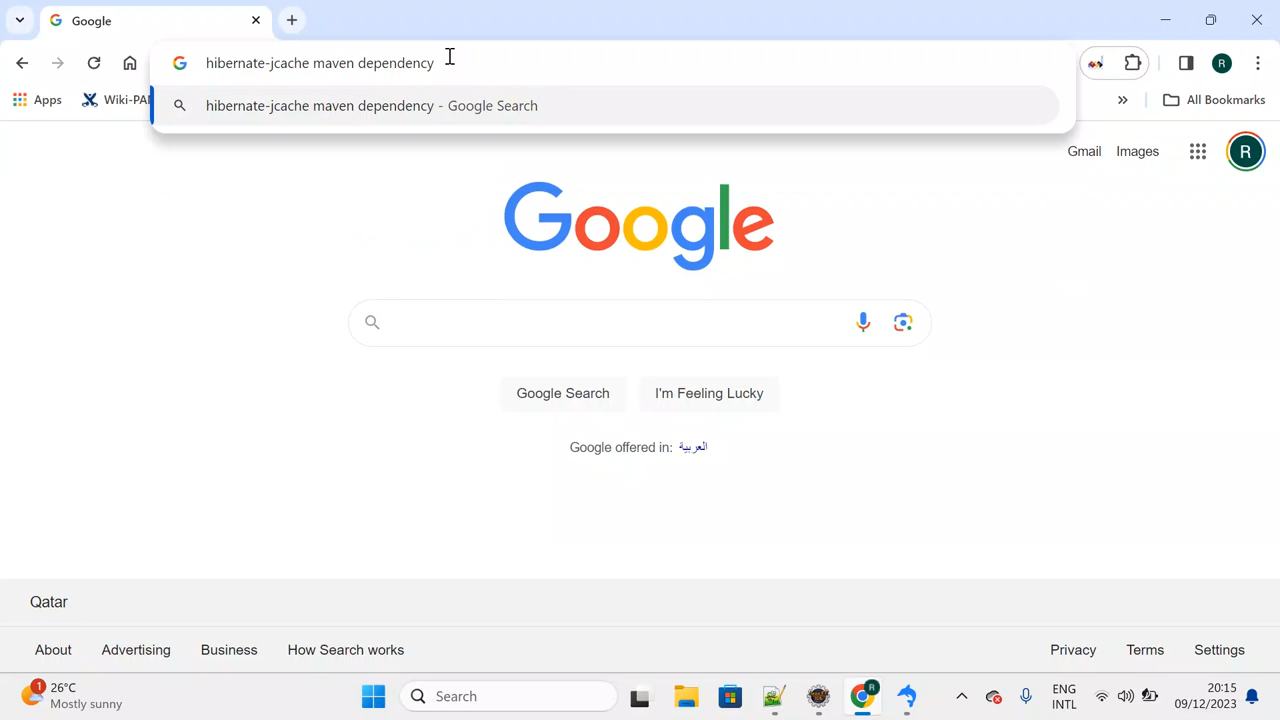 Google
hibernate-jcache maven dependency
hibernate-jcache maven dependency - Google Search
Apps
Wiki-PA
All Bookmarks
R
Gmail
Images
R
Google
Google Search
I'm Feeling Lucky
Google offered in: العربية
Qatar
About
Advertising
Business
How Search works
Privacy
Terms
Settings
1
26°C
Mostly sunny
Search
R
ENG
INTL
20:15
09/12/2023